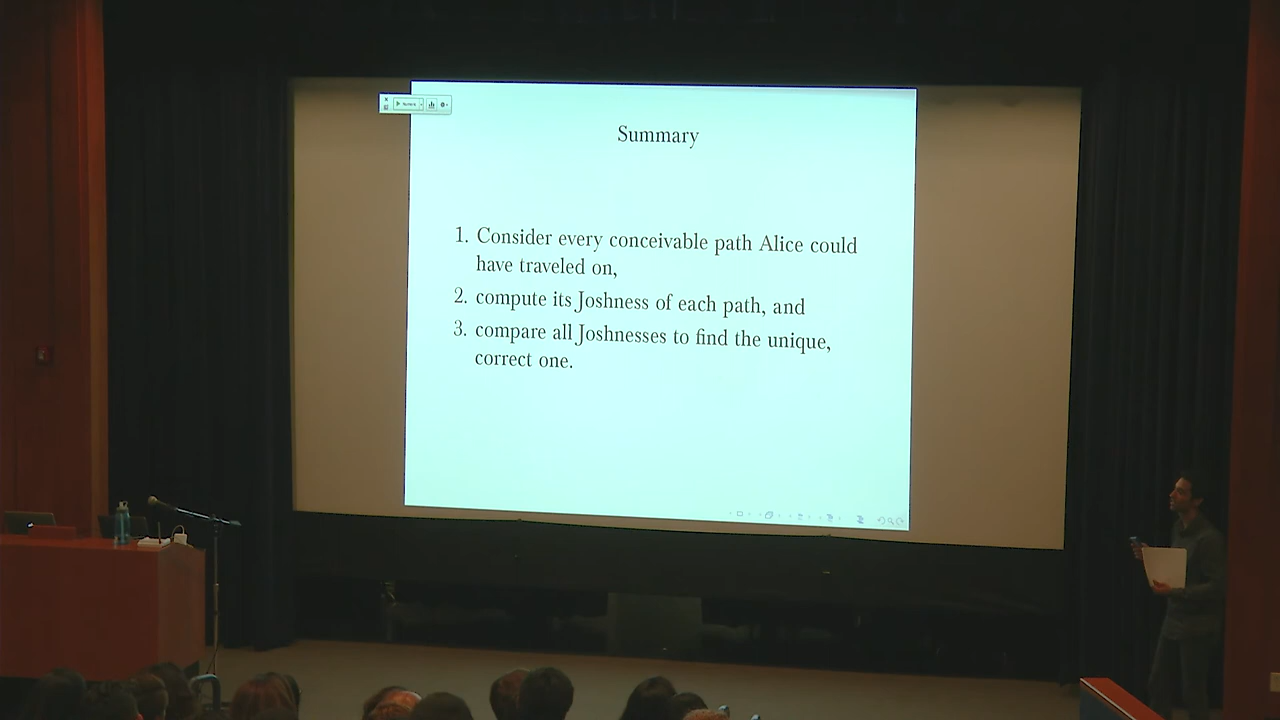 Summary
1. Consider every conceivable path Alice could
have traveled on,
2. compute its Joshness of each path, and
3. compare all Joshnesses to find the unique,
correct one.